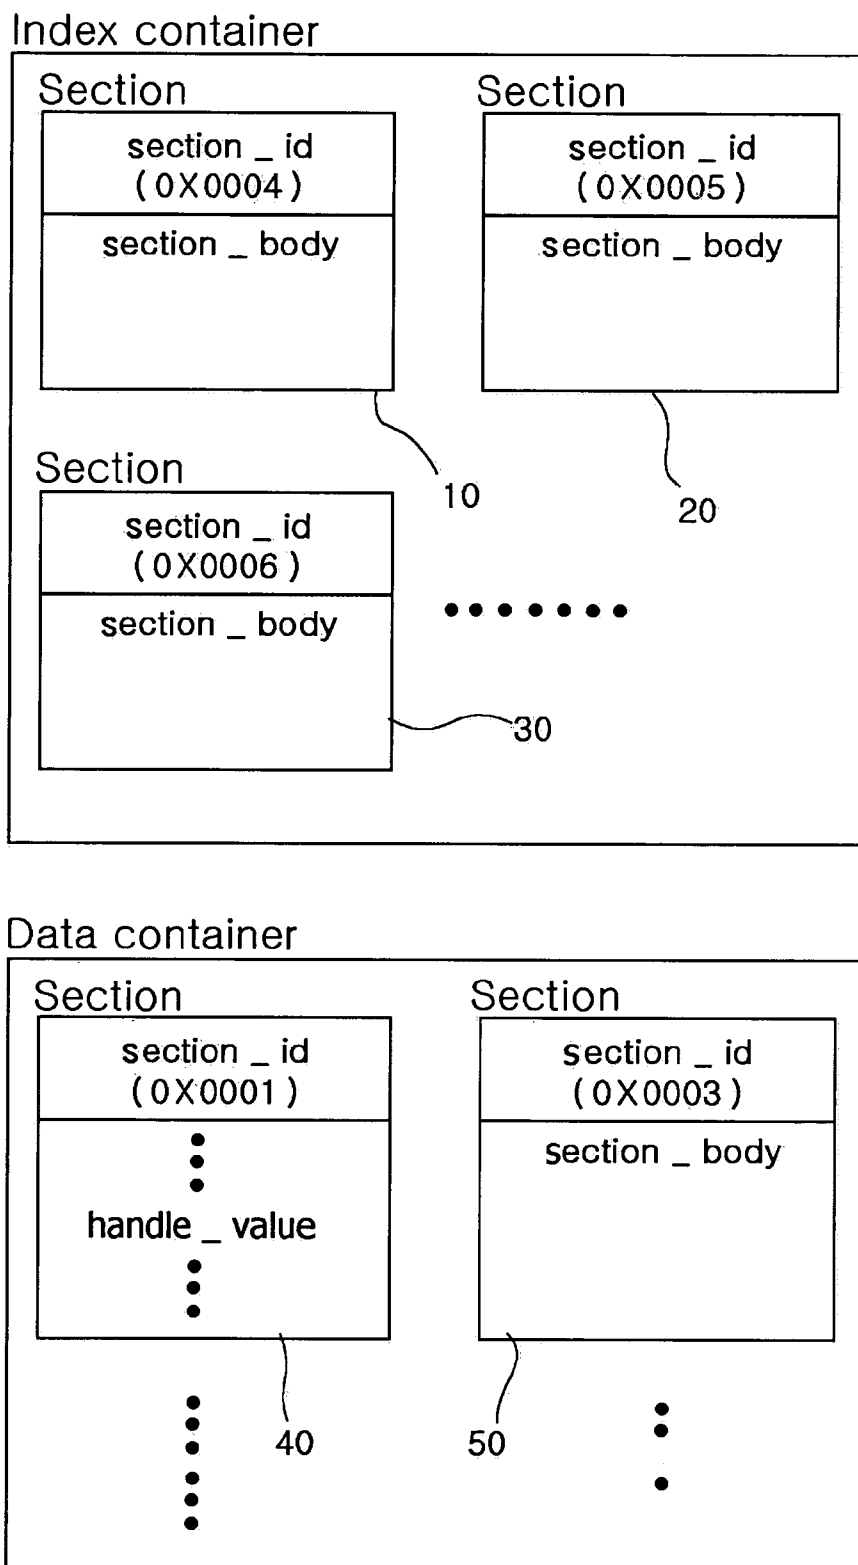 Index container
Section
section _ id
(0X0004)
section _ body
10
Section
section _ id
(0X0005)
section _ body
20
Section
section _ id
(0X0006)
section _ body
30
Data container
Section
section _ id
(0X0001)
handle _ value
40
Section
section _ id
(0X0003)
section _ body
50